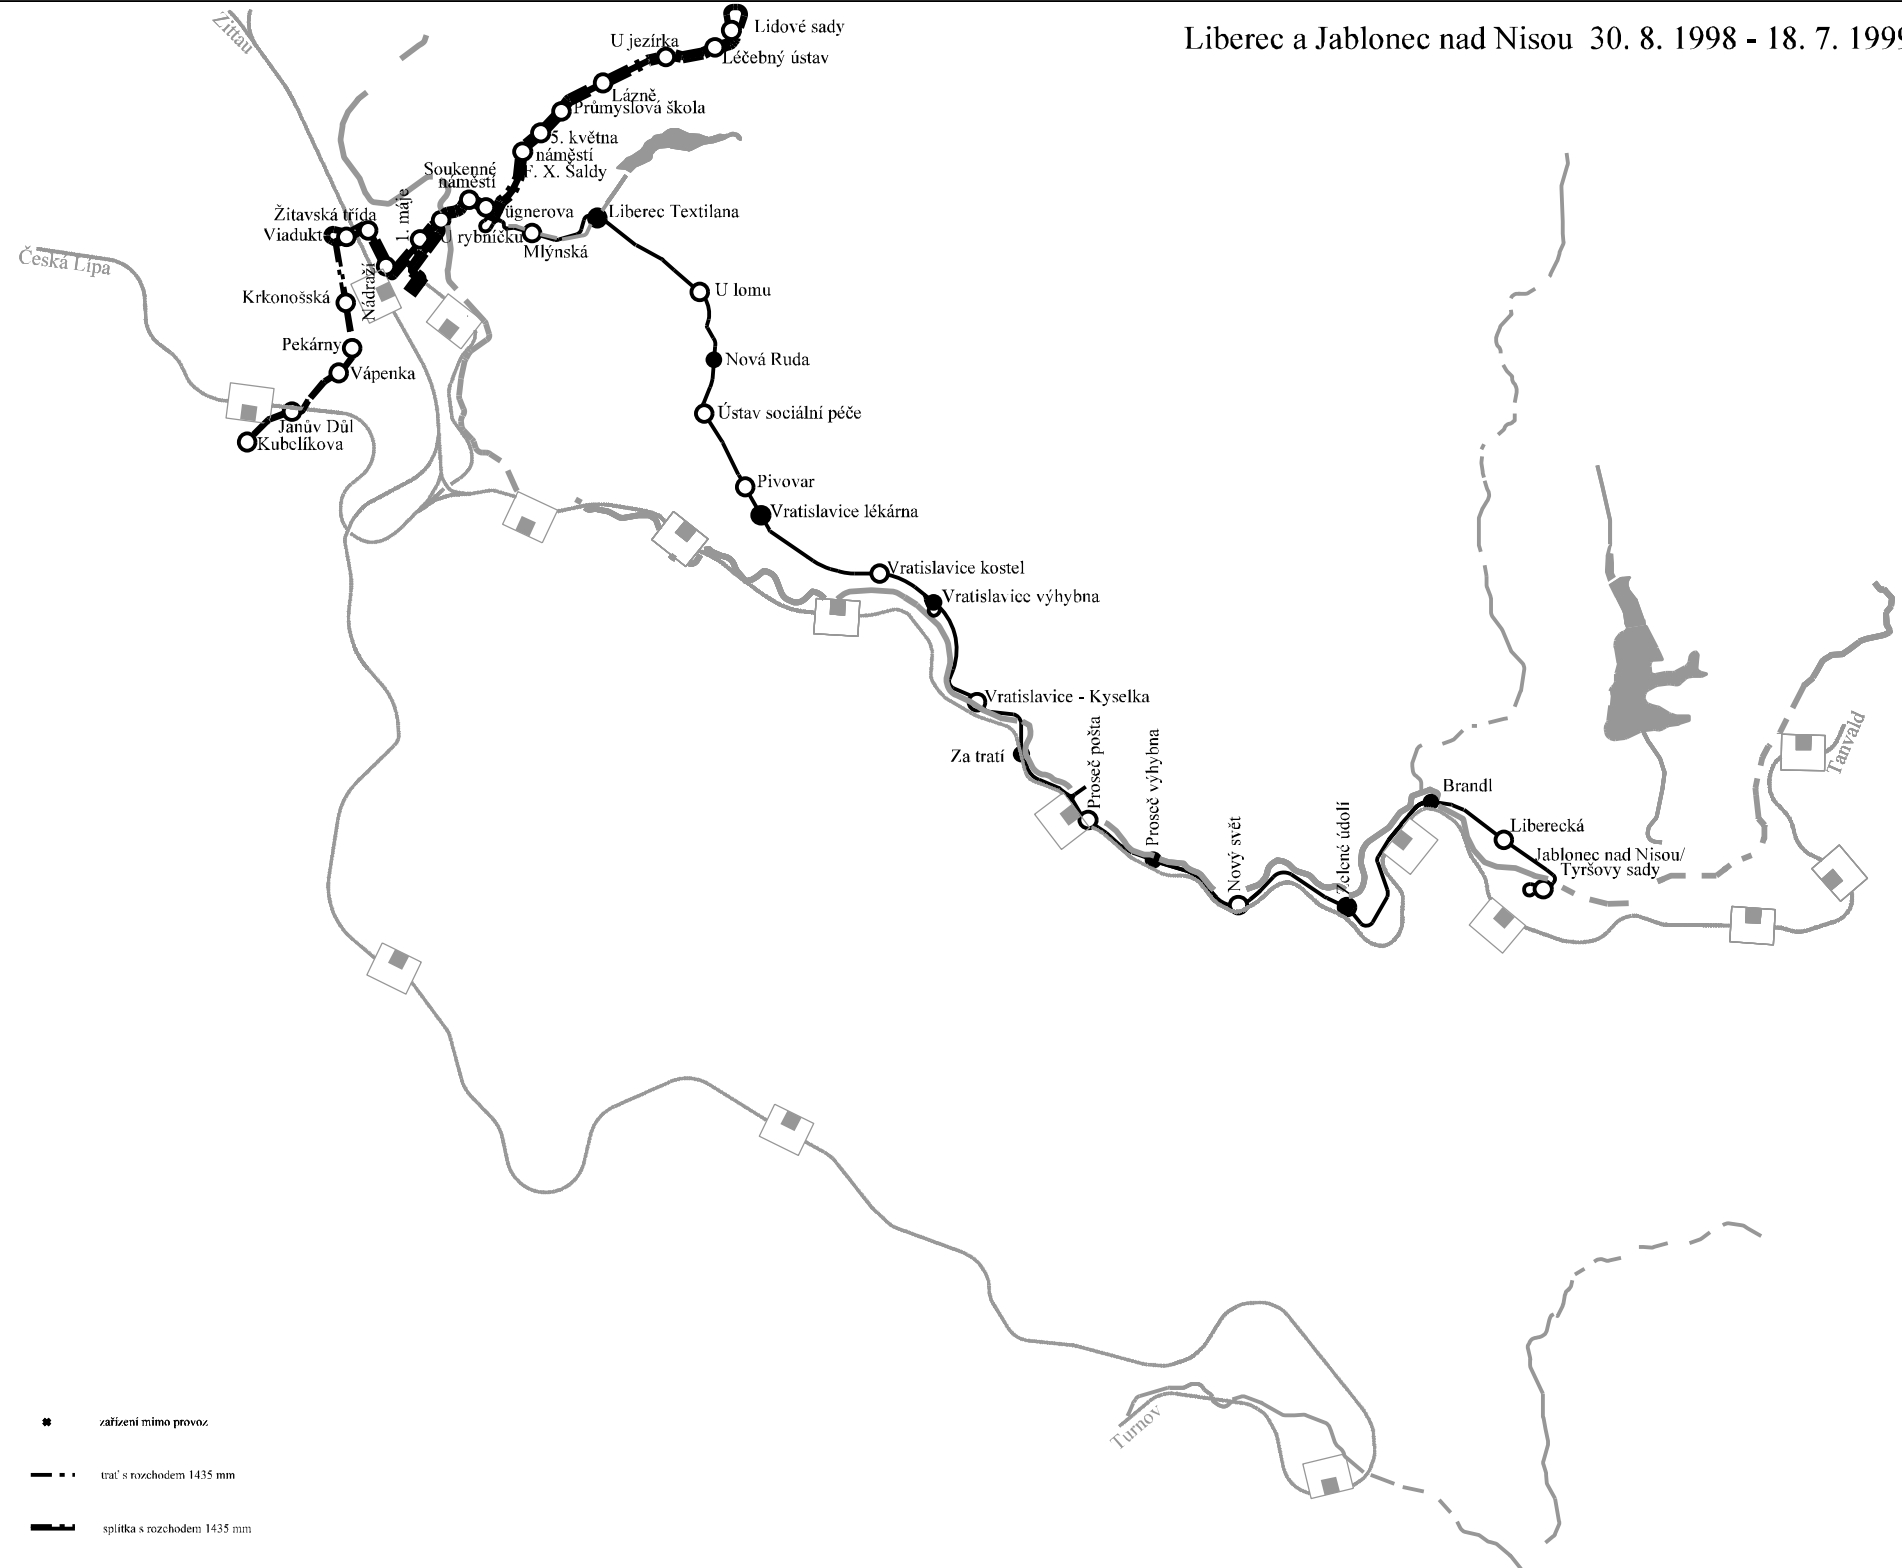 Liberec a Jablonec nad Nisou 30. 8. 1998 - 18. 7. 1999
Zittau
Lidové sady
U jezírka
Léčebný ústav
Lázně
Průmyslová škola
5. května
náměstí
F. X. Šaldy
Soukenné
náměstí
1. máje
Žitavská třída
Viadukt
Fügnerova
U rybníčku
Liberec Textilana
Mlýnská
Česká Lípa
Nádraží
Krkonošská
U lomu
Pekárny
Nová Ruda
Vápenka
Ústav sociální péče
Janův Důl
Kubelíkova
Pivovar
Vratislavice lékárna
Vratislavice kostel
Vratislavice výhybna
Vratislavice - Kyselka
Za tratí
Proseč pošta
Proseč výhybna
Nový svět
Zelené údolí
Brandl
Liberecká
Jablonec nad Nisou/
Tyršovy sady
Tanvald
Turnov
zařízení mimo provoz
trať s rozchodem 1435 mm
splítka s rozchodem 1435 mm